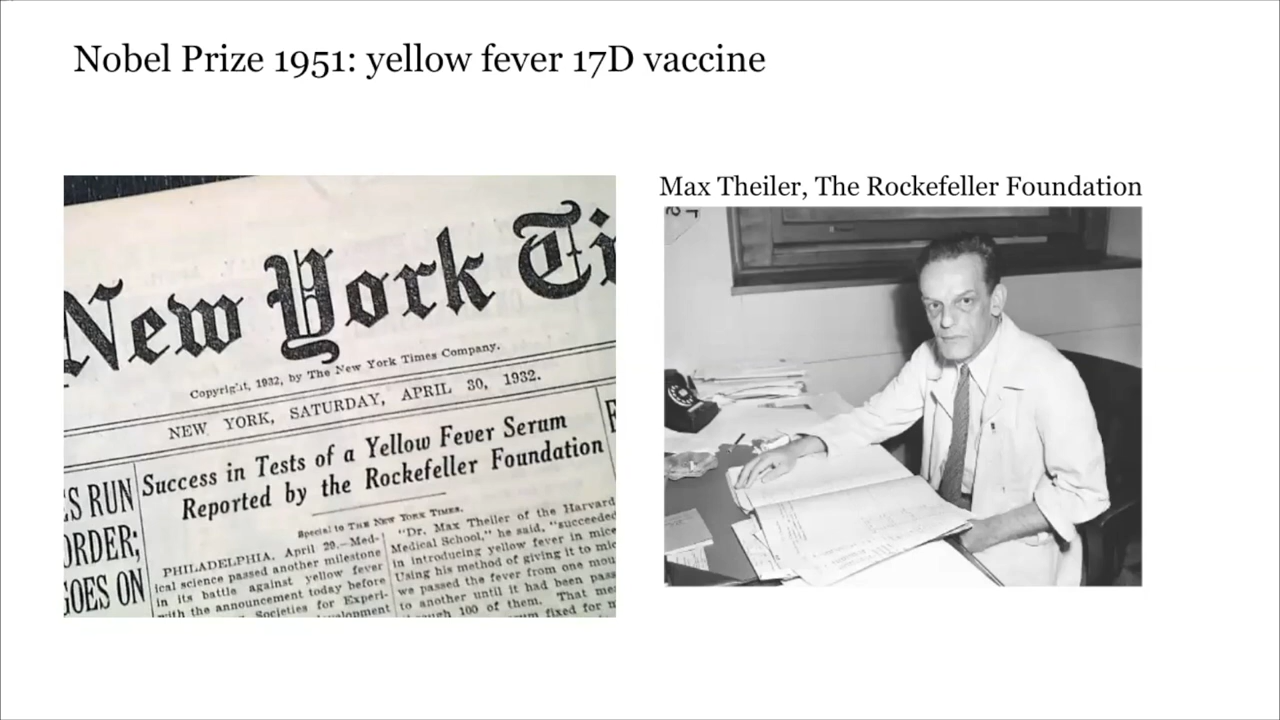 Nobel Prize 1951: yellow fever 17D vaccine
Max Theiler, The Rockefeller Foundation
New York Ti
Copyright, 1932, by The New York Times Company.
NEW YORK, SATURDAY, APRIL 30, 1932.
S RUN
ORDER;
GOES ON
Success in Tests of a Yellow Fever Serum
Reported by the Rockefeller Foundation
Special to THE NEW YORK TIMES.
PHILADELPHIA, April 29.—Med-
ical science passed another milestone
in its battle against yellow fever
with the announcement today before
Societies for Experi-
"Dr. Max Theiler of the Harvard
Medical School," he said, "succeeded
in introducing yellow fever in mice
Using his method of giving it to mic
we passed the fever from one mou
to another until it had been pass
100 of them. That me
fixed for